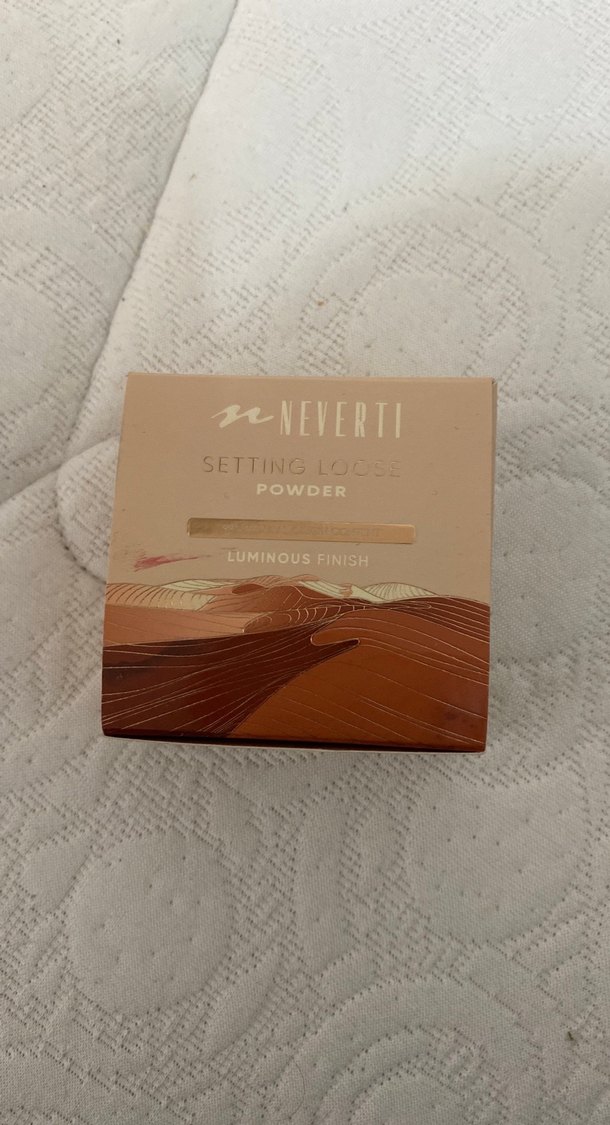 n NEVERTI
SETTING LOOSE
POWDER
LUMINOUS FINISH